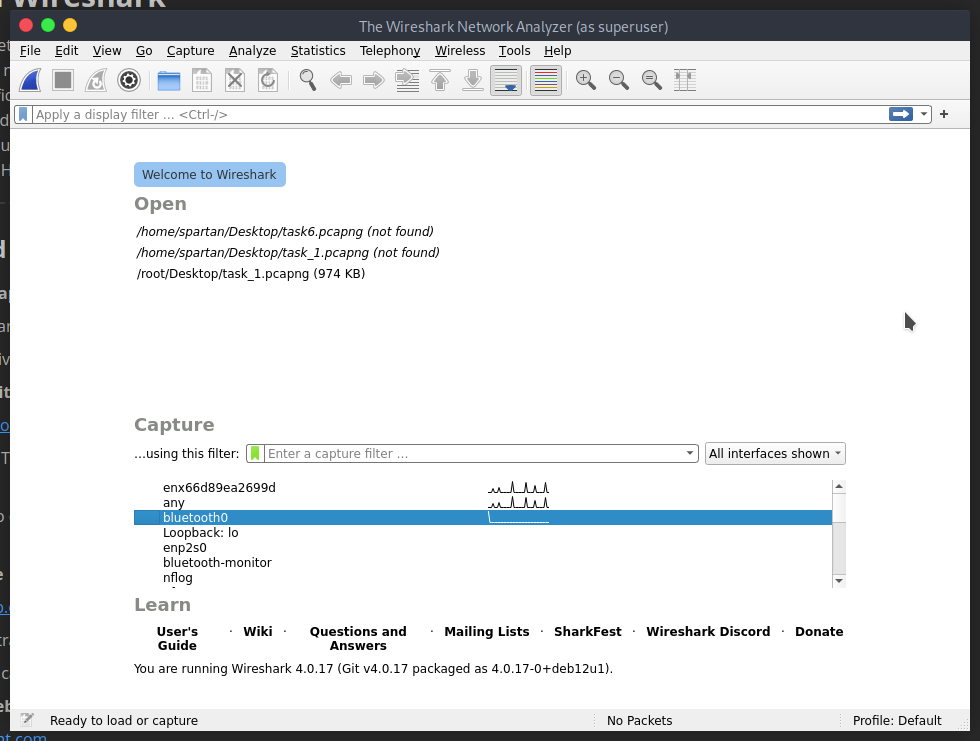 Wireshark
The Wireshark Network Analyzer (as superuser)
File Edit View Go Capture Analyze Statistics Telephony Wireless Tools Help
Apply a display filter ... <Ctrl-/>
Welcome to Wireshark
Open
/home/spartan/Desktop/task6.pcapng (not found)
/home/spartan/Desktop/task_1.pcapng (not found)
/root/Desktop/task_1.pcapng (974 KB)
Capture
...using this filter: Enter a capture filter ... All interfaces shown
enx66d89ea2699d
any
bluetooth0
Loopback: lo
enp2s0
bluetooth-monitor
nflog
Learn
User's Guide · Wiki · Questions and Answers · Mailing Lists · SharkFest · Wireshark Discord · Donate
You are running Wireshark 4.0.17 (Git v4.0.17 packaged as 4.0.17-0+deb12u1).
Ready to load or capture No Packets Profile: Default